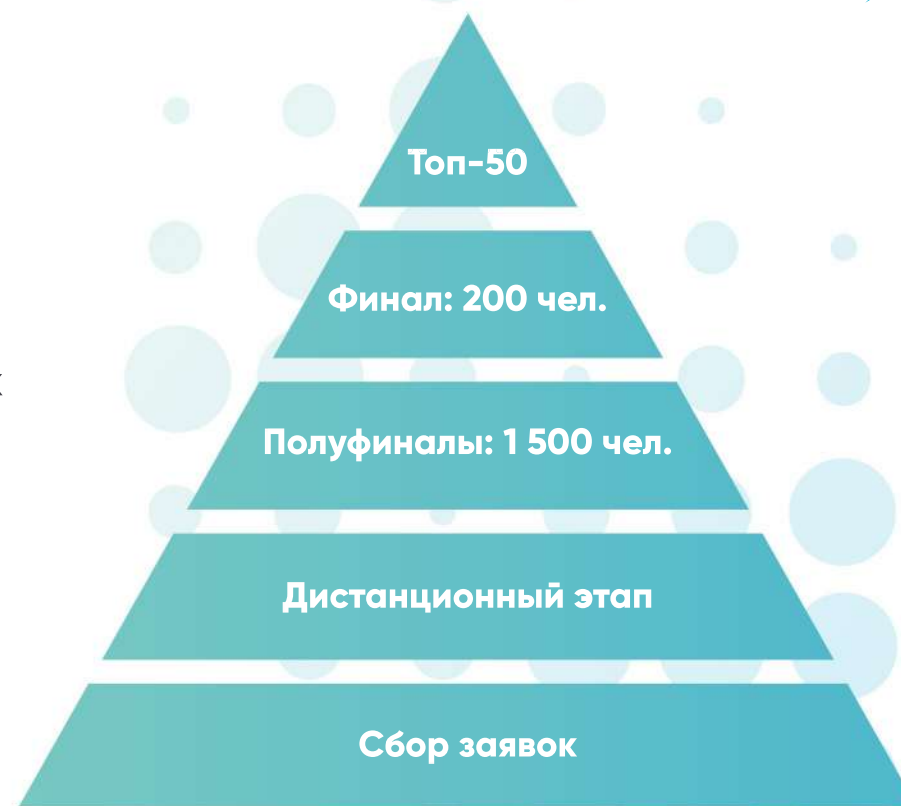 Топ-50
Финал: 200 чел.
Полуфиналы: 1 500 чел.
Дистанционный этап
Сбор заявок